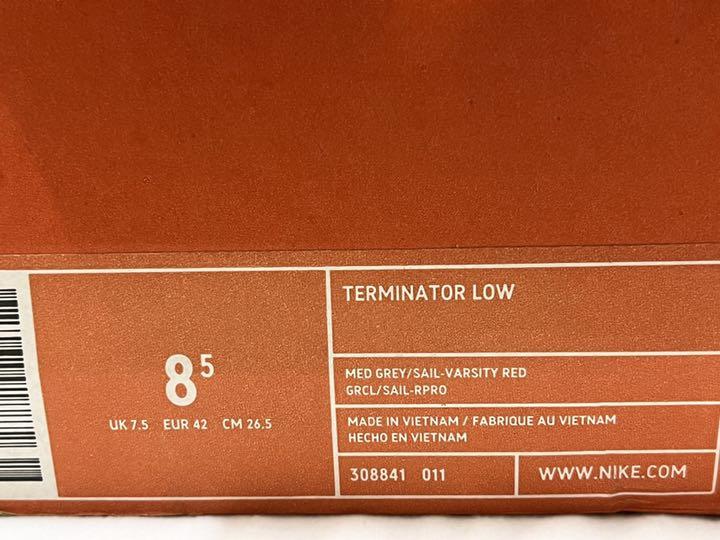 8 5
UK 7.5 EUR 42 CM 26.5
TERMINATOR LOW
MED GREY/SAIL-VARSITY RED
GRCL/SAIL-RPRO
MADE IN VIETNAM / FABRIQUE AU VIETNAM
HECHO EN VIETNAM
308841 011
WWW.NIKE.COM